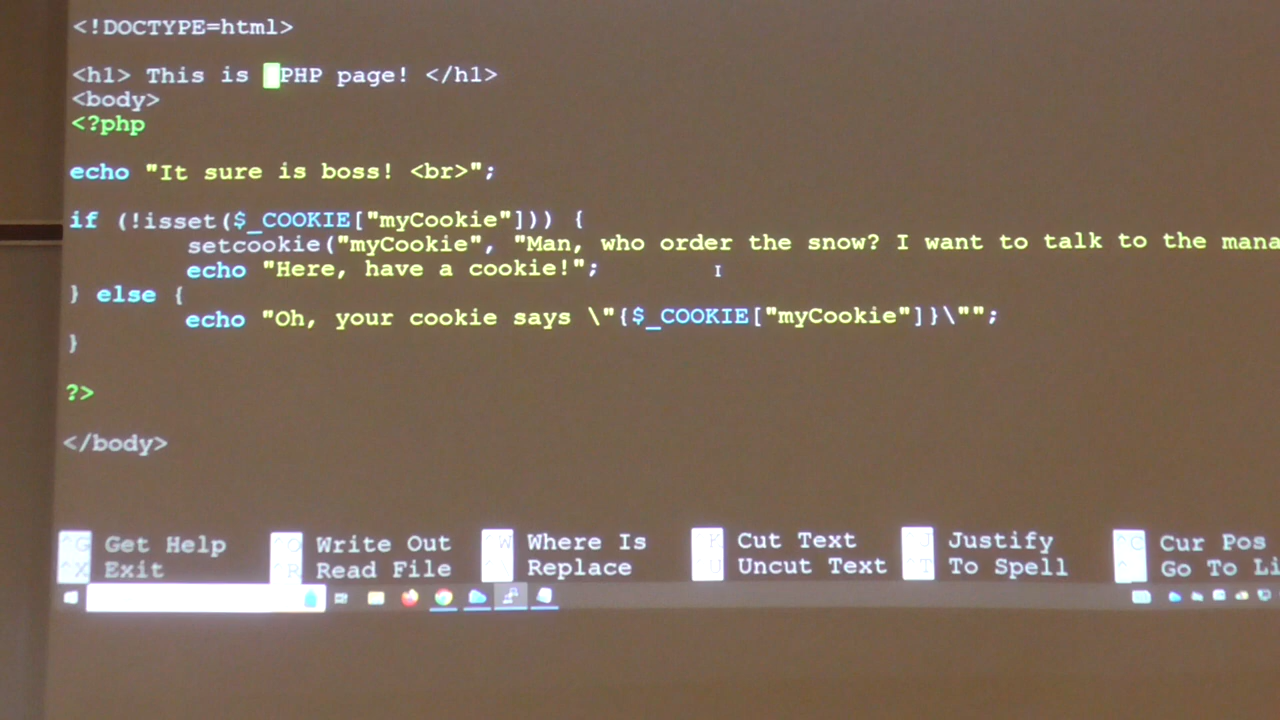 <!DOCTYPE=html>
<h1> This is PHP page! </h1>
<body>
<?php
echo "It sure is boss! <br>";
if (!isset($_COOKIE["myCookie"])) {
setcookie("myCookie", "Man, who order the snow? I want to talk to the mana
echo "Here, have a cookie!";
} else {
echo "Oh, your cookie says \"{$_COOKIE["myCookie"]}\"";
}
?>
</body>
^G Get Help ^O Write Out ^W Where Is ^K Cut Text ^J Justify ^C Cur Pos
^X Exit ^R Read File ^\ Replace ^U Uncut Text ^T To Spell ^_ Go To Li